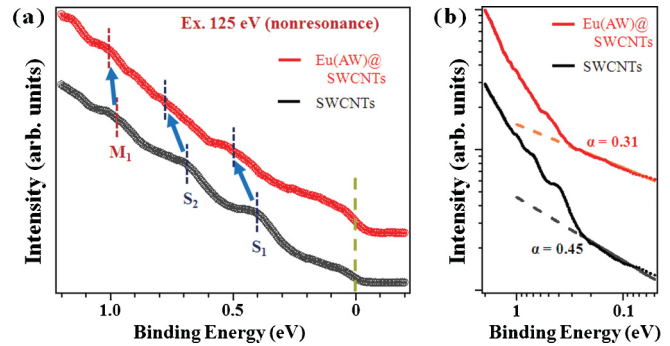 (a)
Ex. 125 eV (nonresonance)
Eu(AW)@
SWCNTs
SWCNTs
M1
S2
S1
Intensity (arb. units)
1.0
0.5
0
Binding Energy (eV)
(b)
Eu(AW)@
SWCNTs
SWCNTs
α = 0.31
α = 0.45
Intensity (arb. units)
1
0.1
Binding Energy (eV)